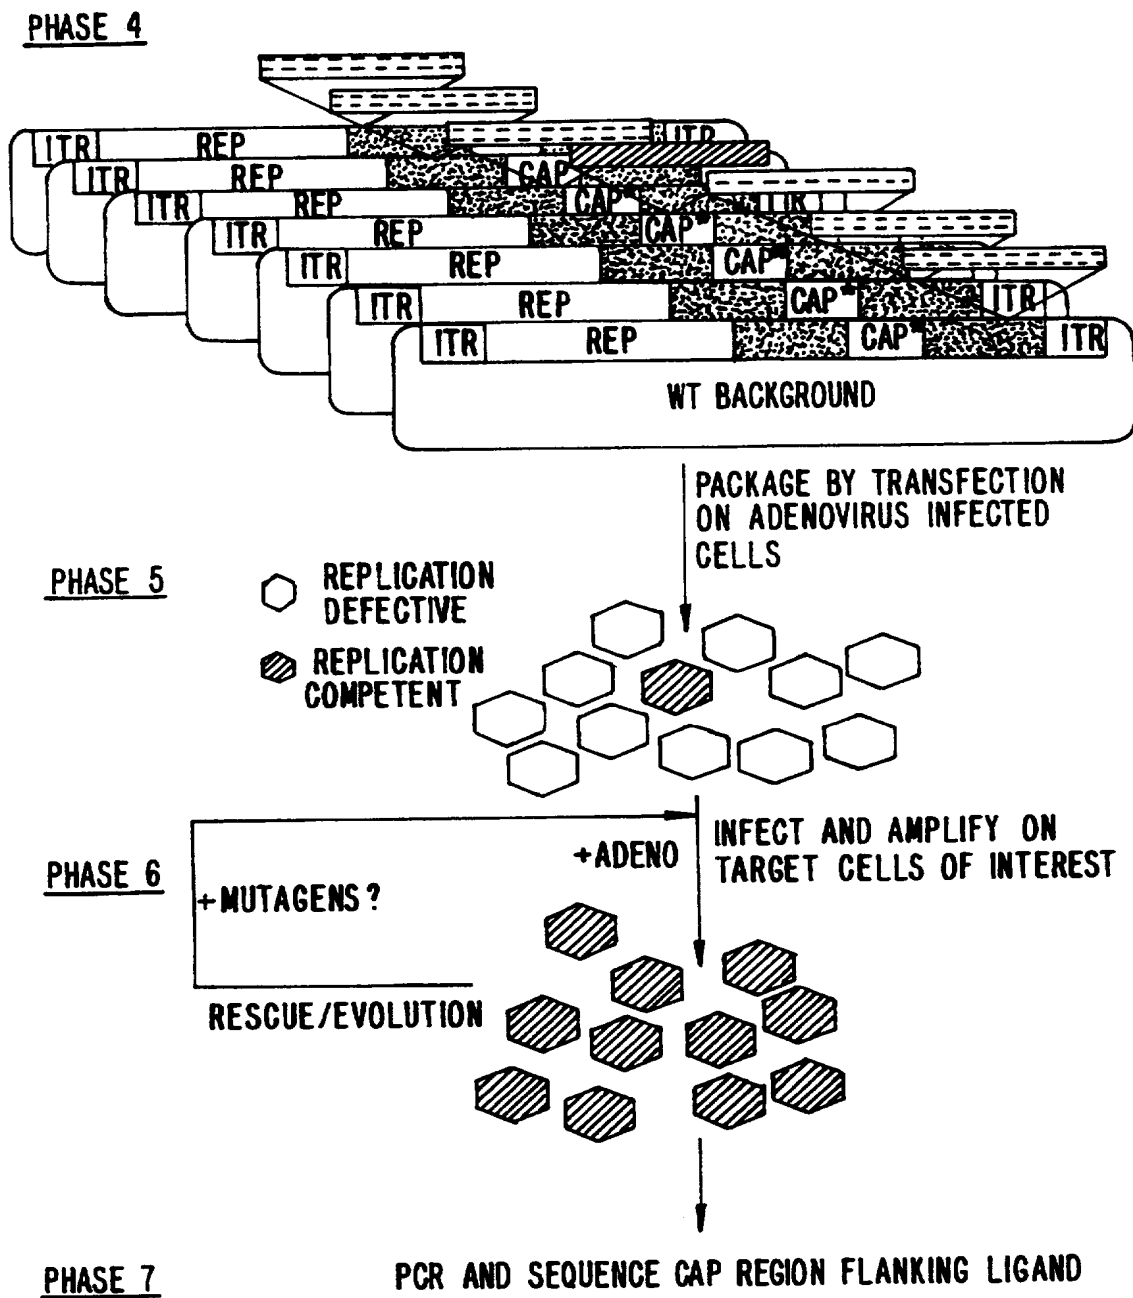 PHASE 4
ITR REP ITR
ITR REP CAP
ITR REP CAP* ITR
ITR REP CAP*
ITR REP CAP*
ITR REP CAP* ITR
ITR REP CAP* ITR
WT BACKGROUND
PACKAGE BY TRANSFECTION
ON ADENOVIRUS INFECTED
CELLS
PHASE 5
REPLICATION
DEFECTIVE
REPLICATION
COMPETENT
INFECT AND AMPLIFY ON
TARGET CELLS OF INTEREST
+ADENO
PHASE 6
+MUTAGENS?
RESCUE/EVOLUTION
PHASE 7
PCR AND SEQUENCE CAP REGION FLANKING LIGAND